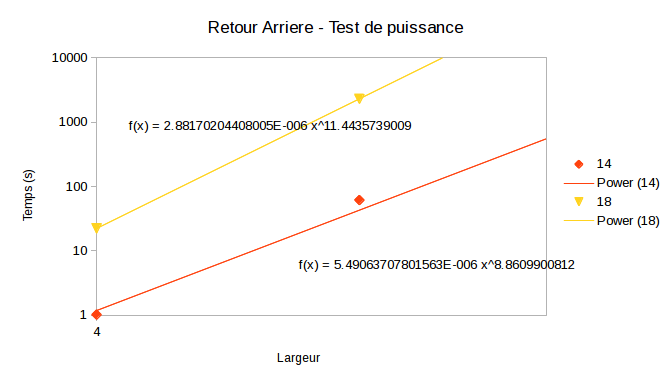 Retour Arriere - Test de puissance
10000
1000
100
10
1
4
Temps (s)
Largeur
f(x) = 2.88170204408005E-006 x^11.4435739009
f(x) = 5.49063707801563E-006 x^8.8609900812
14
Power (14)
18
Power (18)